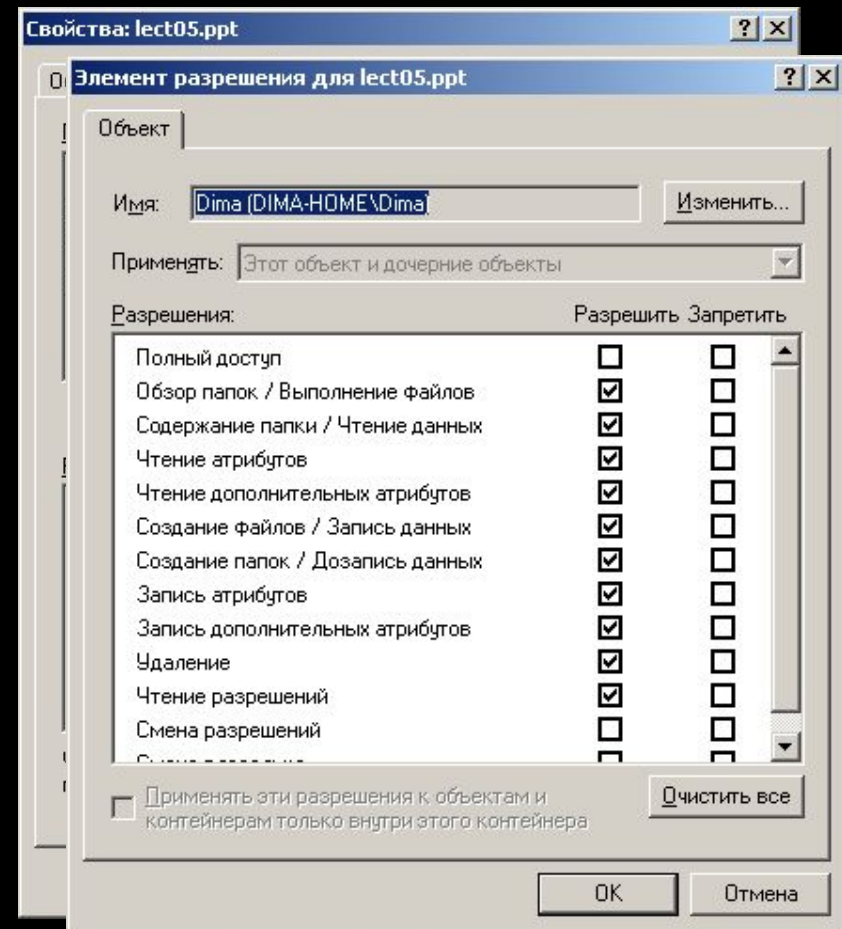 Свойства: lect05.ppt
Элемент разрешения для lect05.ppt
Объект
Имя: Dima (DIMA-HOME\Dima) Изменить...
Применять: Этот объект и дочерние объекты
Разрешения: Разрешить Запретить
Полный доступ
Обзор папок / Выполнение файлов
Содержание папки / Чтение данных
Чтение атрибутов
Чтение дополнительных атрибутов
Создание файлов / Запись данных
Создание папок / Дозапись данных
Запись атрибутов
Запись дополнительных атрибутов
Удаление
Чтение разрешений
Смена разрешений
Применять эти разрешения к объектам и
контейнерам только внутри этого контейнера
Очистить все
OK Отмена